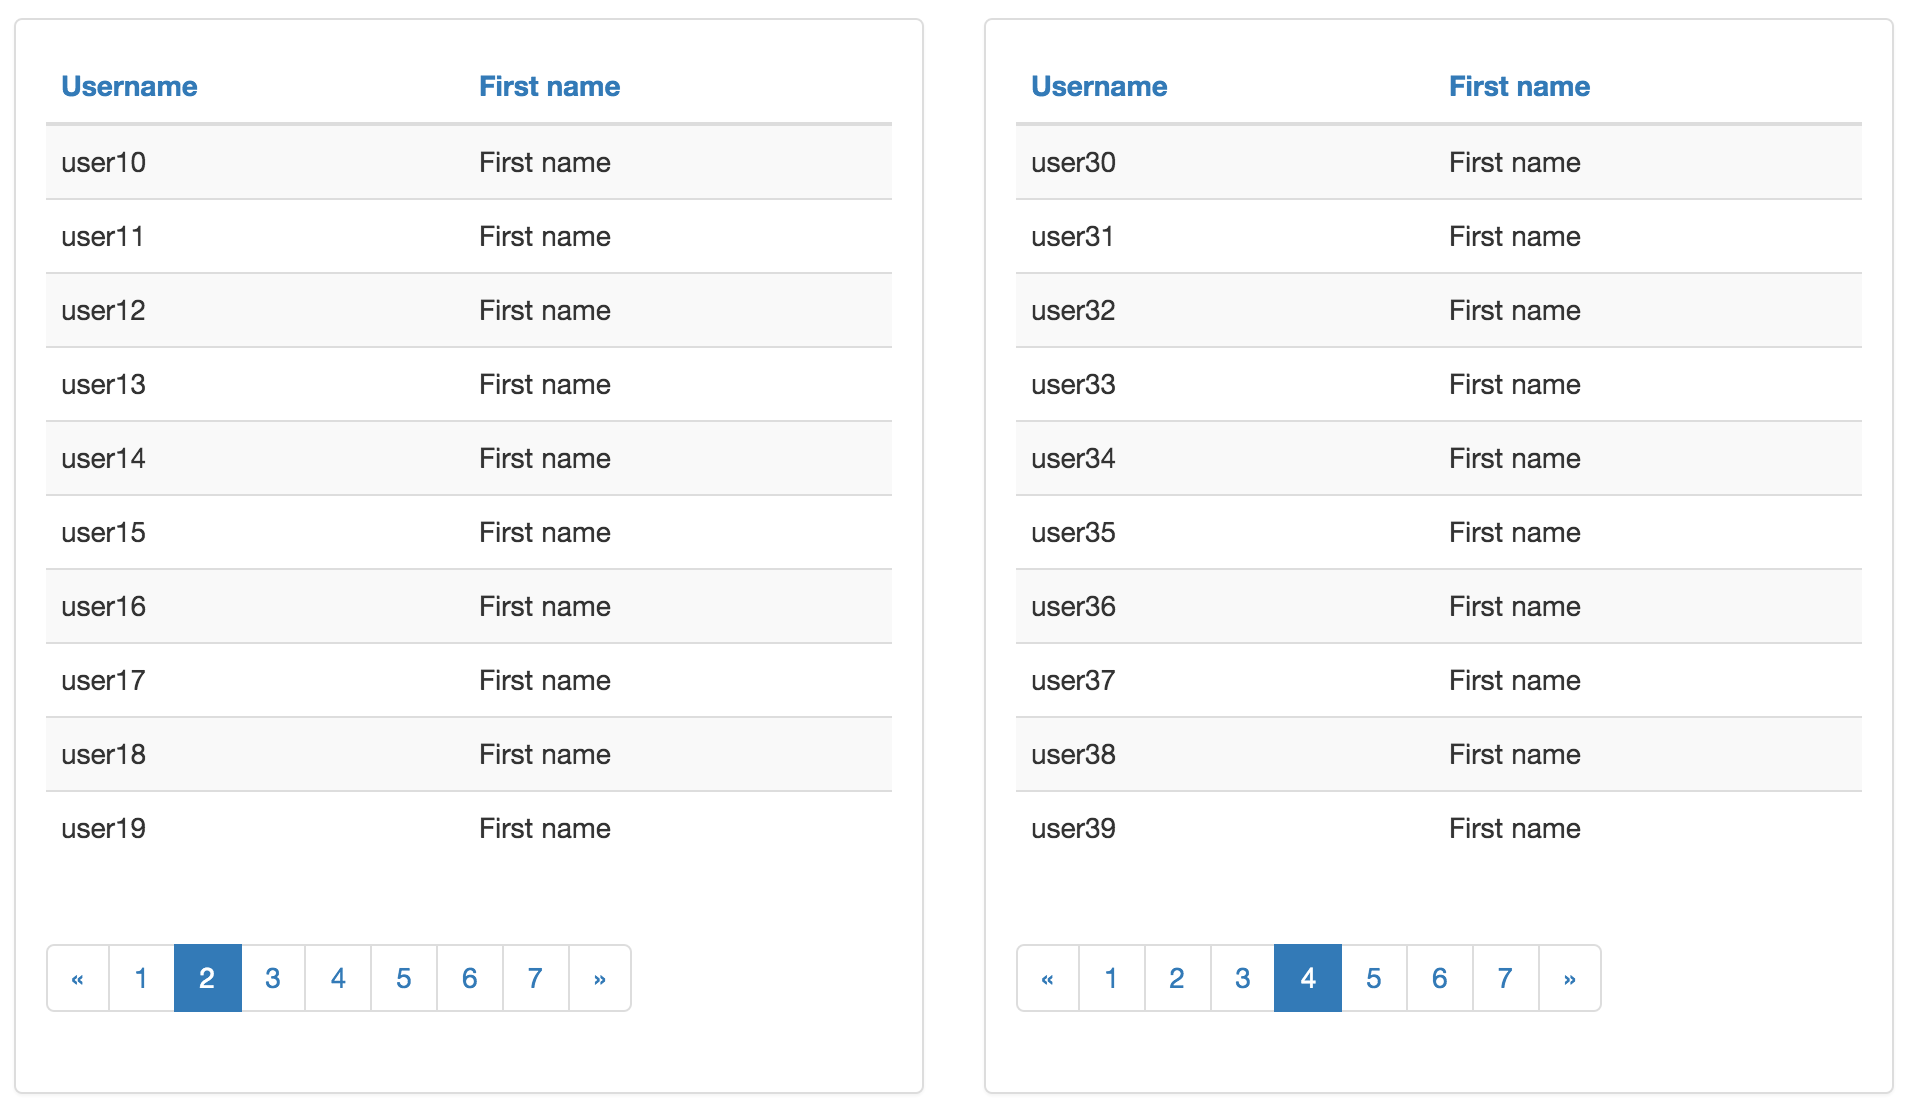 Username First name
user10 First name
user11 First name
user12 First name
user13 First name
user14 First name
user15 First name
user16 First name
user17 First name
user18 First name
user19 First name
« 1 2 3 4 5 6 7 »
Username First name
user30 First name
user31 First name
user32 First name
user33 First name
user34 First name
user35 First name
user36 First name
user37 First name
user38 First name
user39 First name
« 1 2 3 4 5 6 7 »